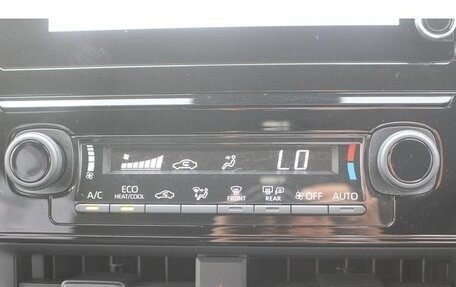 LO
A/C
ECO
HEAT/COOL
FRONT
REAR
OFF
AUTO